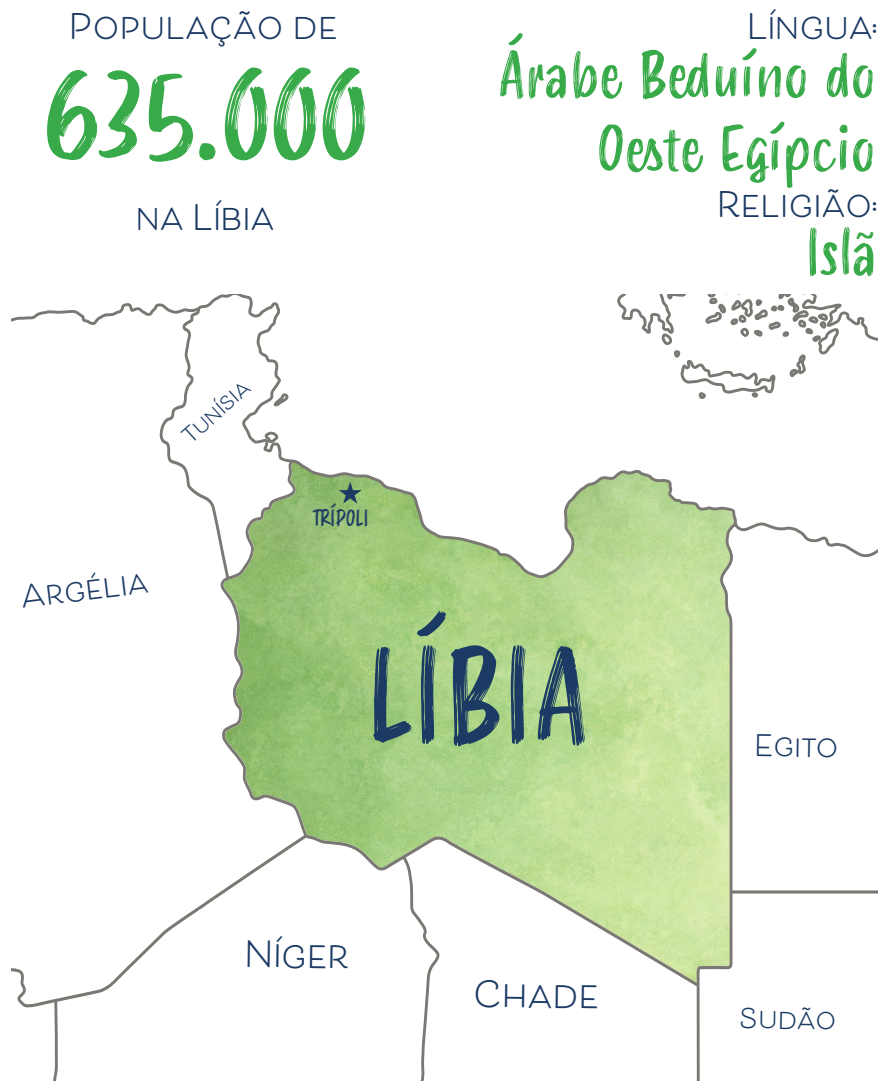 População de
635.000
na Líbia
Língua:
Árabe Beduíno do
Oeste Egípcio
Religião:
Islã
Tunísia
Trípoli
Argélia
LÍBIA
Egito
Níger
Chade
Sudão